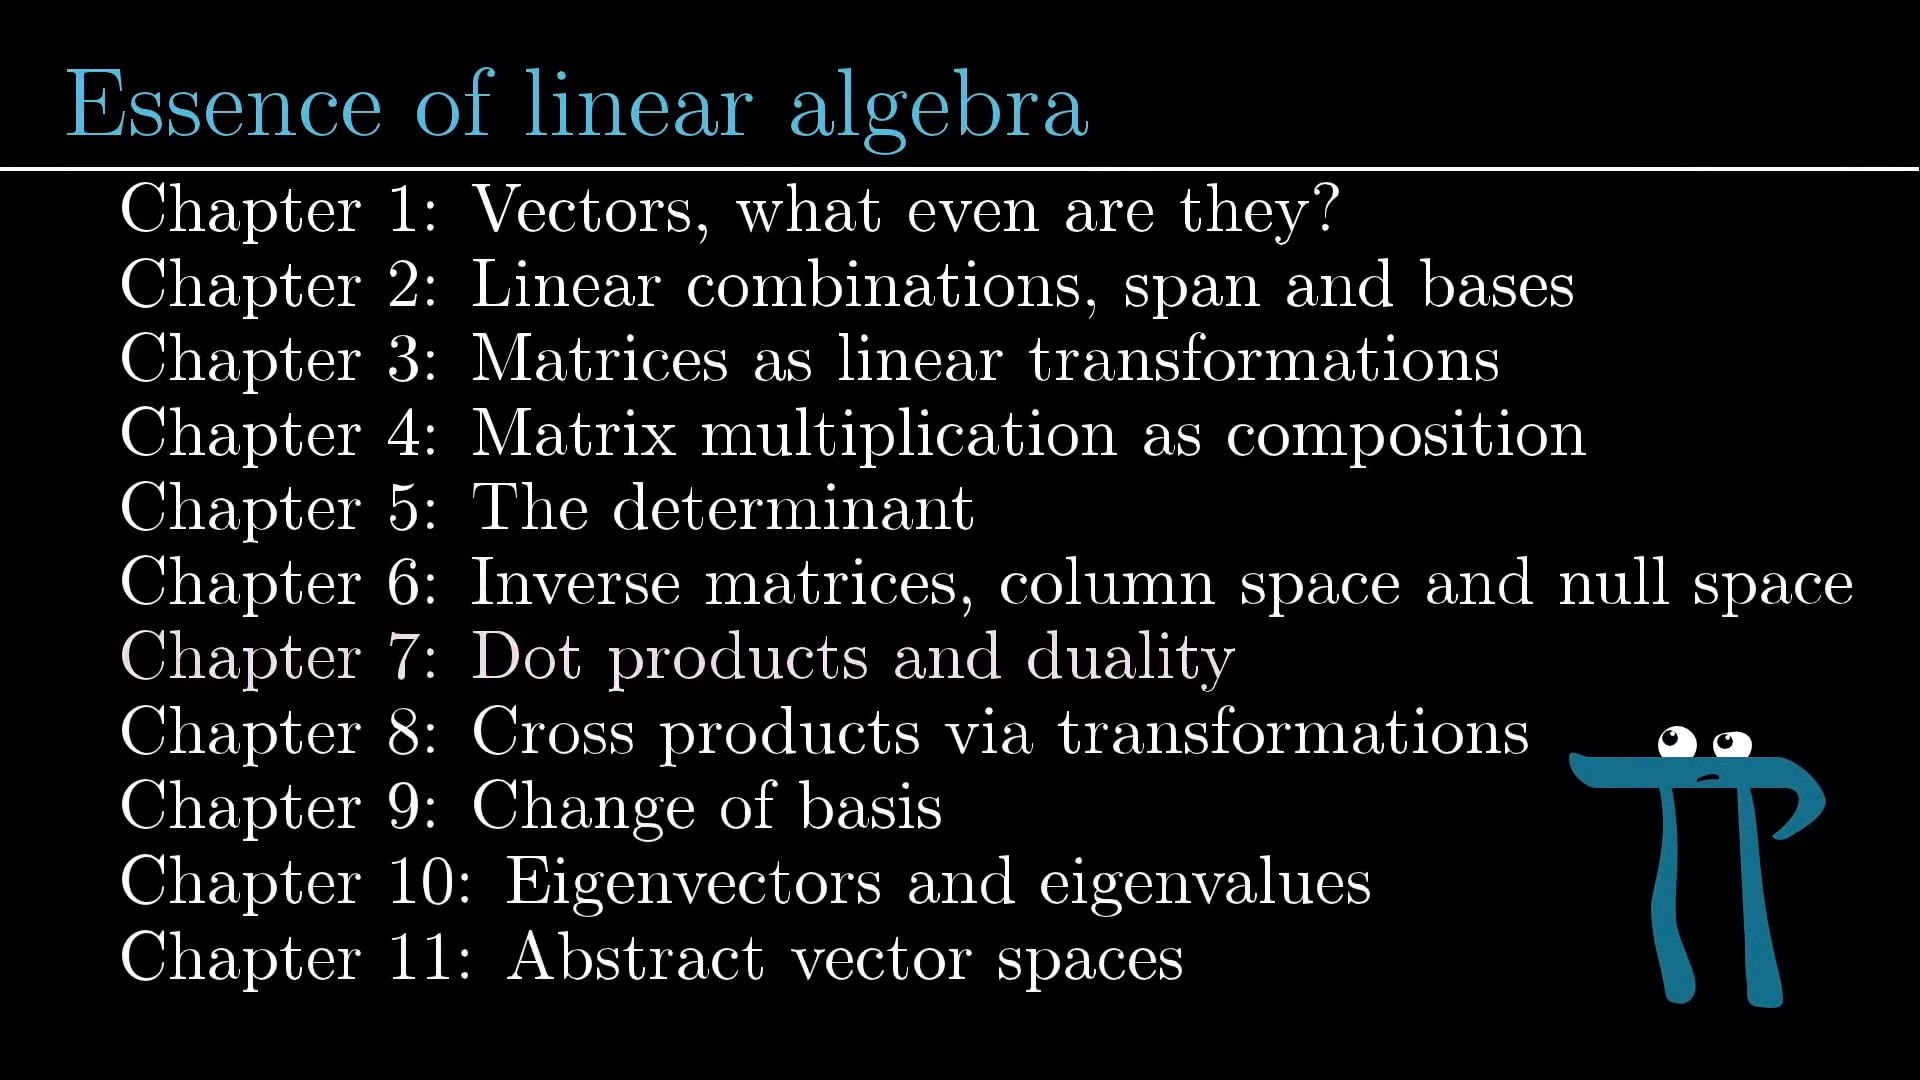 Essence of linear algebra
Chapter 1: Vectors, what even are they?
Chapter 2: Linear combinations, span and bases
Chapter 3: Matrices as linear transformations
Chapter 4: Matrix multiplication as composition
Chapter 5: The determinant
Chapter 6: Inverse matrices, column space and null space
Chapter 7: Dot products and duality
Chapter 8: Cross products via transformations
Chapter 9: Change of basis
Chapter 10: Eigenvectors and eigenvalues
Chapter 11: Abstract vector spaces